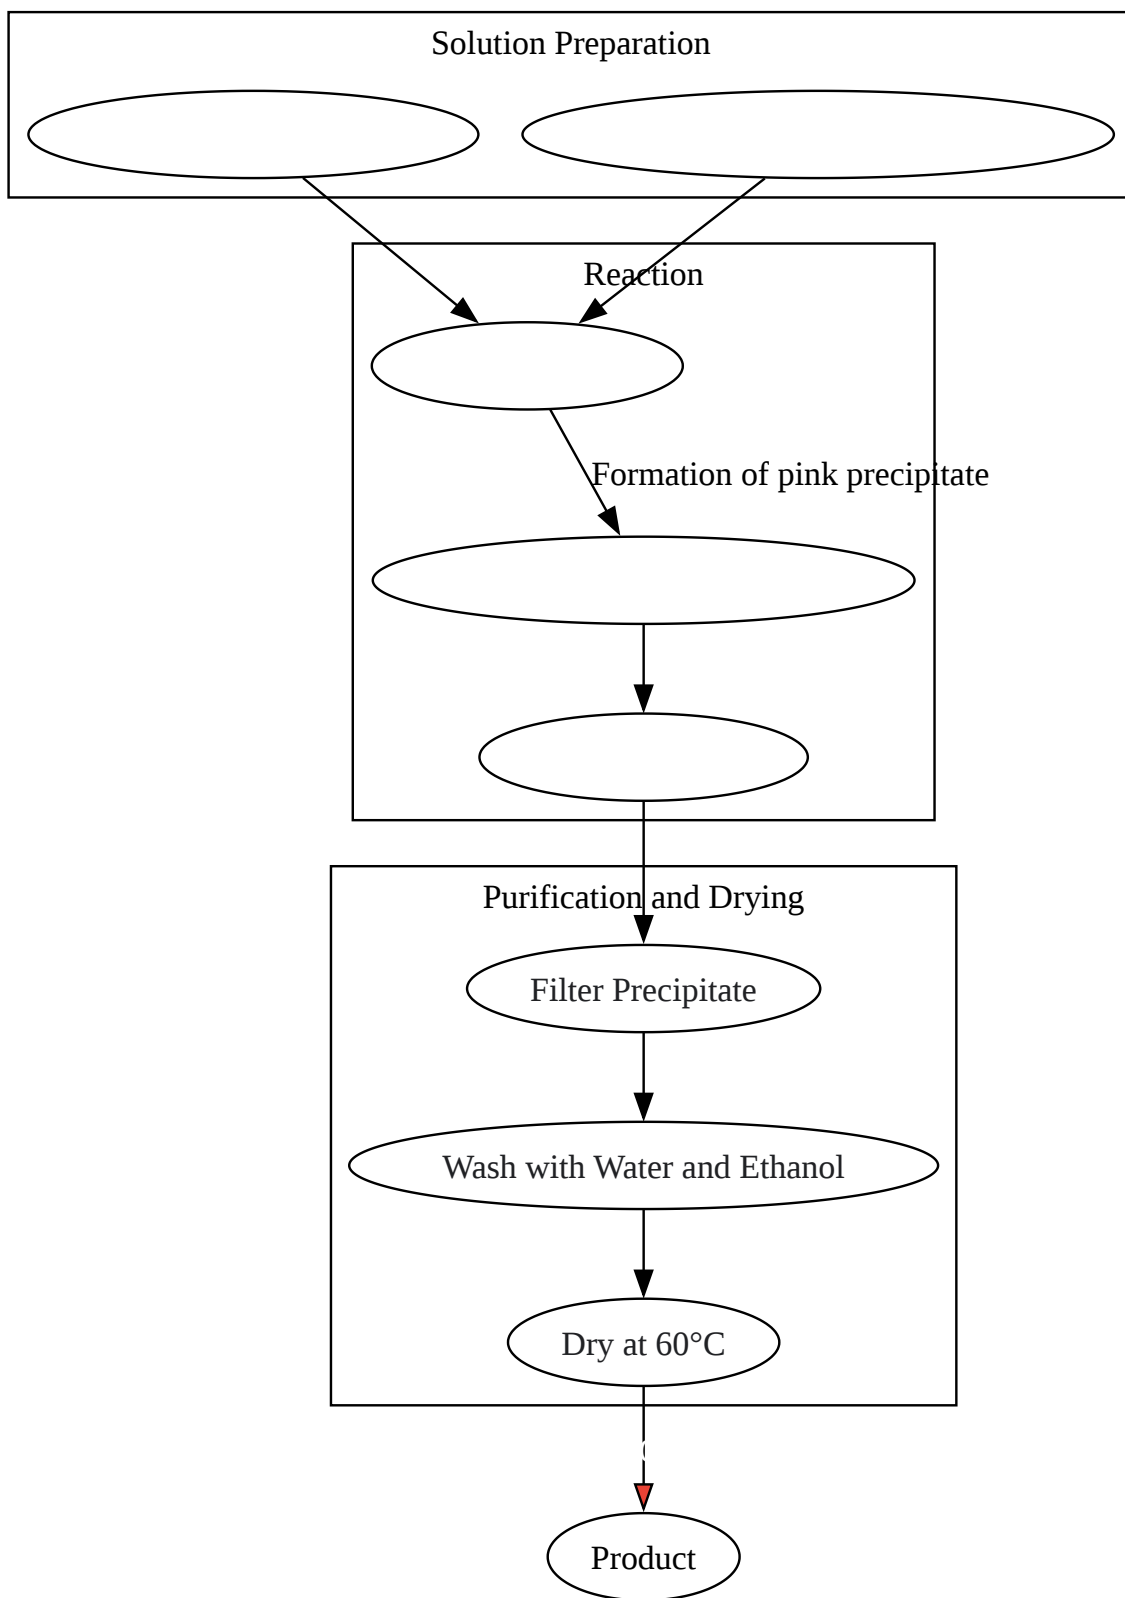 Solution Preparation
Reaction
Formation of pink precipitate
Purification and Drying
Filter Precipitate
Wash with Water and Ethanol
Dry at 60°C
Product